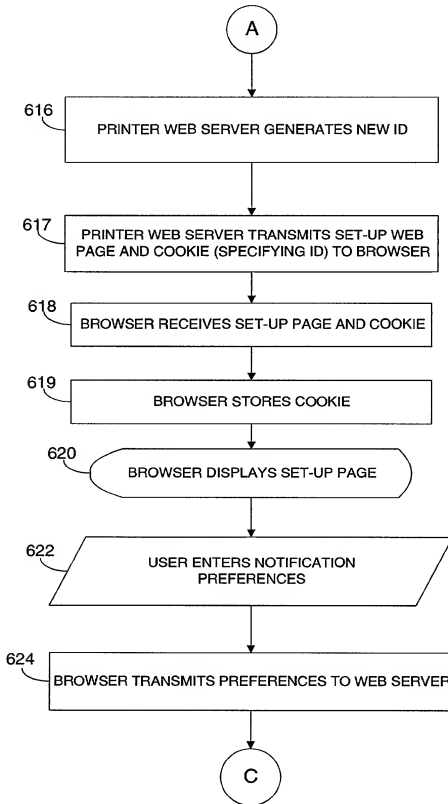 A
616
PRINTER WEB SERVER GENERATES NEW ID
617
PRINTER WEB SERVER TRANSMITS SET-UP WEB
PAGE AND COOKIE (SPECIFYING ID) TO BROWSER
618
BROWSER RECEIVES SET-UP PAGE AND COOKIE
619
BROWSER STORES COOKIE
620
BROWSER DISPLAYS SET-UP PAGE
622
USER ENTERS NOTIFICATION
PREFERENCES
624
BROWSER TRANSMITS PREFERENCES TO WEB SERVER
C